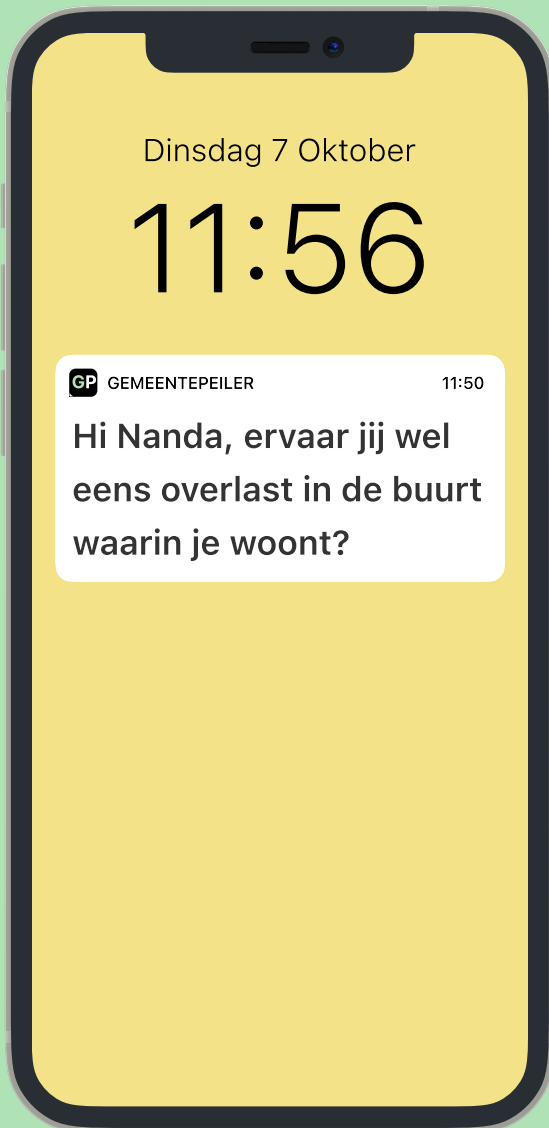 Dinsdag 7 Oktober
11:56
GP GEMEENTEPEILER 11:50
Hi Nanda, ervaar jij wel
eens overlast in de buurt
waarin je woont?